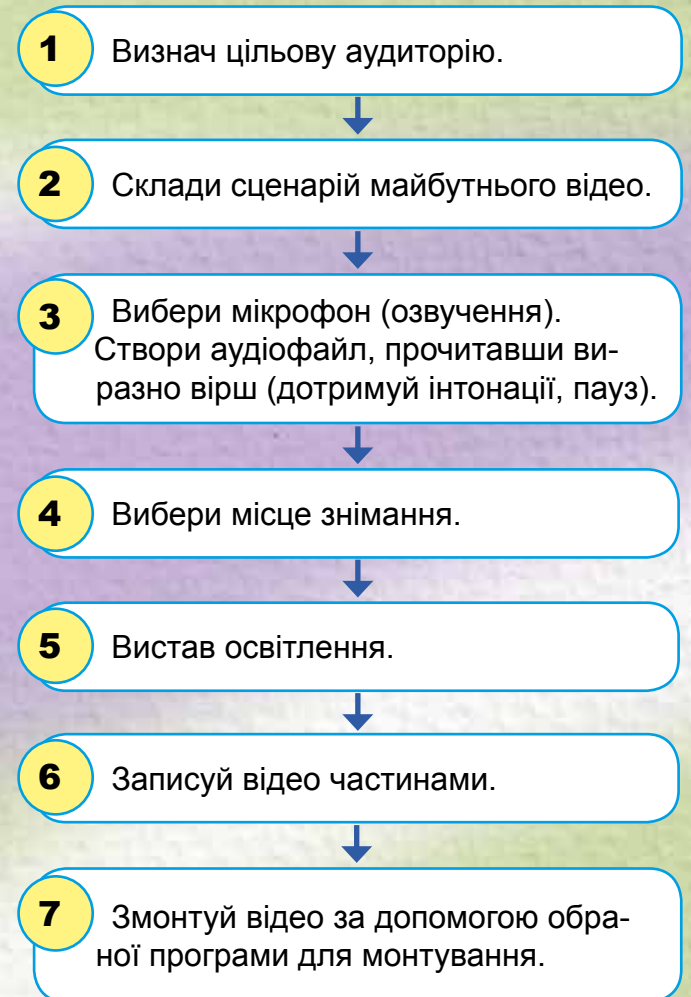 1 Визнач цільову аудиторію.
2 Склади сценарій майбутнього відео.
3 Вибери мікрофон (озвучення).
Створи аудіофайл, прочитавши ви-
разно вірш (дотримуй інтонації, пауз).
4 Вибери місце знімання.
5 Вистав освітлення.
6 Записуй відео частинами.
7 Змонтуй відео за допомогою обра-
ної програми для монтування.